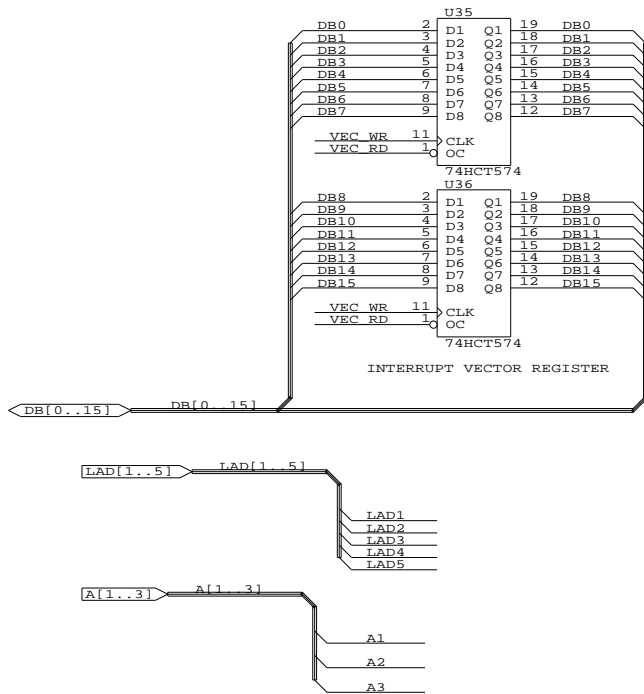 U35
DB0 2 D1 Q1 19 DB0
DB1 3 D2 Q2 18 DB1
DB2 4 D3 Q3 17 DB2
DB3 5 D4 Q4 16 DB3
DB4 6 D5 Q5 15 DB4
DB5 7 D6 Q6 14 DB5
DB6 8 D7 Q7 13 DB6
DB7 9 D8 Q8 12 DB7
VEC_WR 11 CLK
VEC_RD 1 OC
74HCT574
U36
DB8 2 D1 Q1 19 DB8
DB9 3 D2 Q2 18 DB9
DB10 4 D3 Q3 17 DB10
DB11 5 D4 Q4 16 DB11
DB12 6 D5 Q5 15 DB12
DB13 7 D6 Q6 14 DB13
DB14 8 D7 Q7 13 DB14
DB15 9 D8 Q8 12 DB15
VEC_WR 11 CLK
VEC_RD 1 OC
74HCT574
INTERRUPT VECTOR REGISTER
DB[0..15] DB[0..15]
LAD[1..5] LAD[1..5]
LAD1
LAD2
LAD3
LAD4
LAD5
A[1..3] A[1..3]
A1
A2
A3